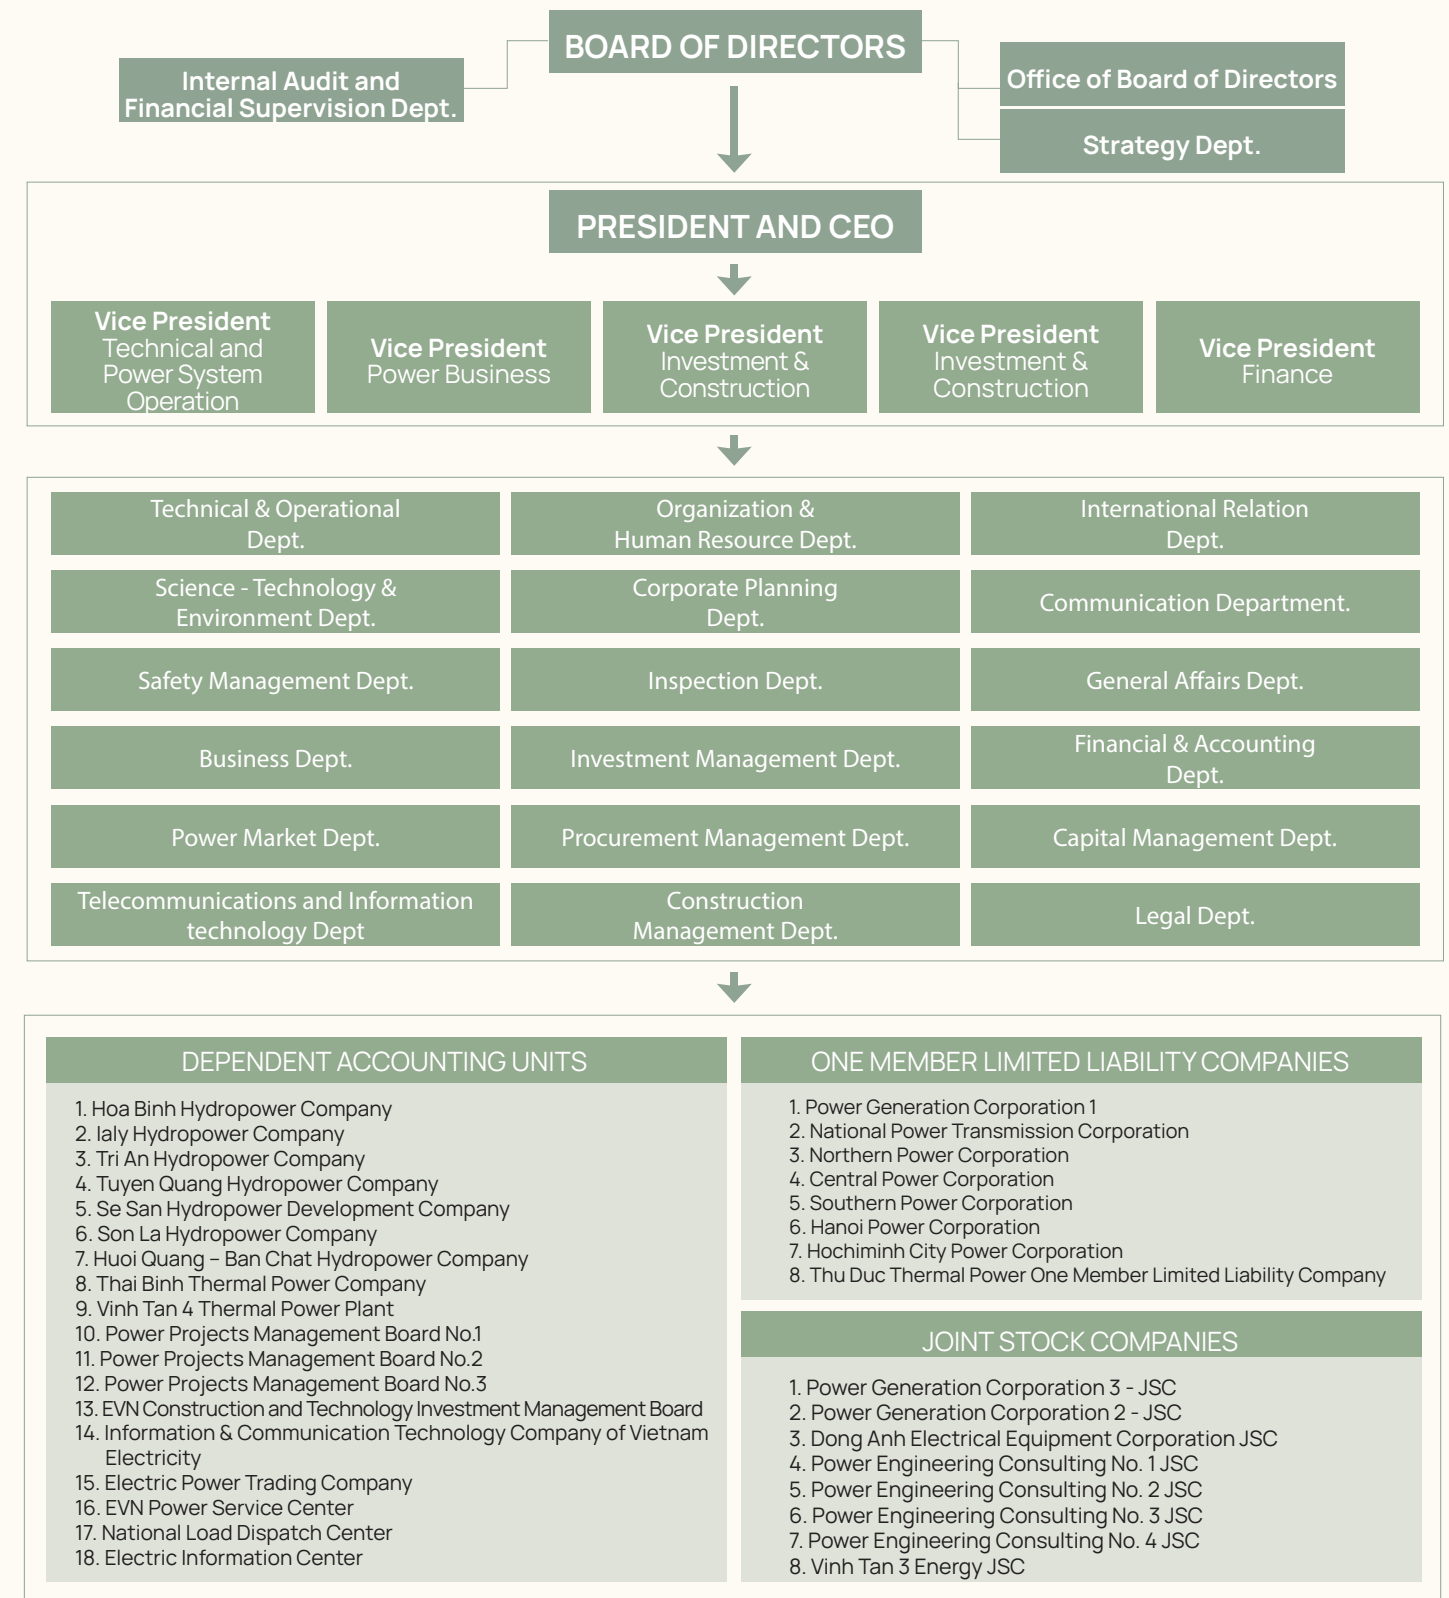 BOARD OF DIRECTORS
Internal Audit and
Financial Supervision Dept.
Office of Board of Directors
Strategy Dept.
PRESIDENT AND CEO
Vice President
Technical and
Power System
Operation
Vice President
Power Business
Vice President
Investment &
Construction
Vice President
Investment &
Construction
Vice President
Finance
Technical & Operational
Dept.
Organization &
Human Resource Dept.
International Relation
Dept.
Science - Technology &
Environment Dept.
Corporate Planning
Dept.
Communication Department.
Safety Management Dept.
Inspection Dept.
General Affairs Dept.
Business Dept.
Investment Management Dept.
Financial & Accounting
Dept.
Power Market Dept.
Procurement Management Dept.
Capital Management Dept.
Telecommunications and Information
technology Dept
Construction
Management Dept.
Legal Dept.
DEPENDENT ACCOUNTING UNITS
1. Hoa Binh Hydropower Company
2. Ialy Hydropower Company
3. Tri An Hydropower Company
4. Tuyen Quang Hydropower Company
5. Se San Hydropower Development Company
6. Son La Hydropower Company
7. Huoi Quang – Ban Chat Hydropower Company
8. Thai Binh Thermal Power Company
9. Vinh Tan 4 Thermal Power Plant
10. Power Projects Management Board No.1
11. Power Projects Management Board No.2
12. Power Projects Management Board No.3
13. EVN Construction and Technology Investment Management Board
14. Information & Communication Technology Company of Vietnam
Electricity
15. Electric Power Trading Company
16. EVN Power Service Center
17. National Load Dispatch Center
18. Electric Information Center
ONE MEMBER LIMITED LIABILITY COMPANIES
1. Power Generation Corporation 1
2. National Power Transmission Corporation
3. Northern Power Corporation
4. Central Power Corporation
5. Southern Power Corporation
6. Hanoi Power Corporation
7. Hochiminh City Power Corporation
8. Thu Duc Thermal Power One Member Limited Liability Company
JOINT STOCK COMPANIES
1. Power Generation Corporation 3 - JSC
2. Power Generation Corporation 2 - JSC
3. Dong Anh Electrical Equipment Corporation JSC
4. Power Engineering Consulting No. 1 JSC
5. Power Engineering Consulting No. 2 JSC
6. Power Engineering Consulting No. 3 JSC
7. Power Engineering Consulting No. 4 JSC
8. Vinh Tan 3 Energy JSC